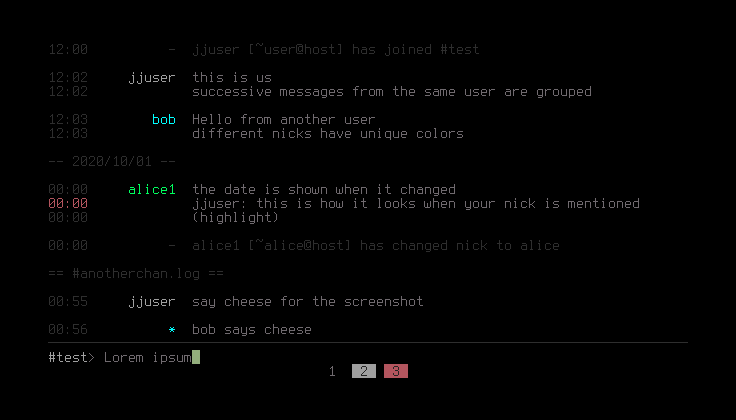 12:00 - jjuser [~user@host] has joined #test
12:02 jjuser this is us
12:02 successive messages from the same user are grouped
12:03 bob Hello from another user
12:03 different nicks have unique colors
-- 2020/10/01 --
00:00 alice1 the date is shown when it changed
00:00 jjuser: this is how it looks when your nick is mentioned
00:00 (highlight)
00:00 - alice1 [~alice@host] has changed nick to alice
== #anotherchan.log ==
00:55 jjuser say cheese for the screenshot
00:56 * bob says cheese
#test> Lorem ipsum
1 2 3